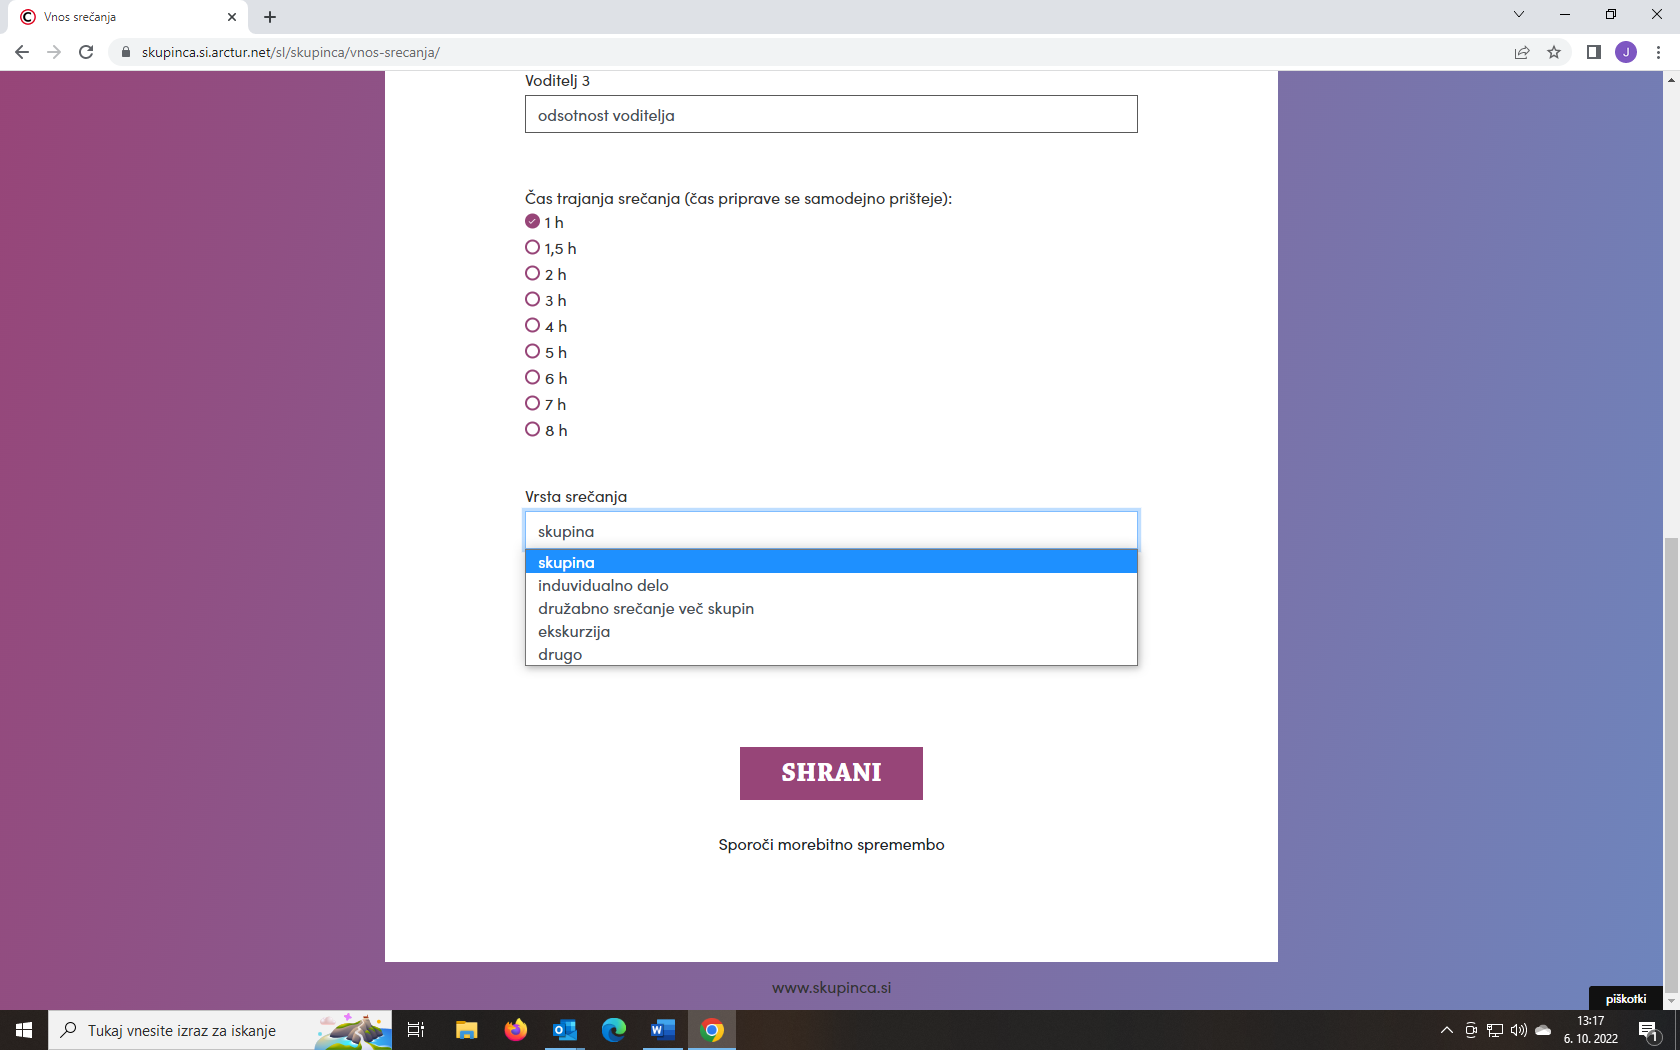 Vnos srečanja
skupinca.si.arctur.net/sl/skupinca/vnos-srecanja/
J
Voditelj 3
odsotnost voditelja
Čas trajanja srečanja (čas priprave se samodejno prišteje):
1 h
1,5 h
2 h
3 h
4 h
5 h
6 h
7 h
8 h
Vrsta srečanja
skupina
skupina
induvidualno delo
družabno srečanje več skupin
ekskurzija
drugo
SHRANI
Sporoči morebitno spremembo
www.skupinca.si
piškotki
Tukaj vnesite izraz za iskanje
13:17
6. 10. 2022
1